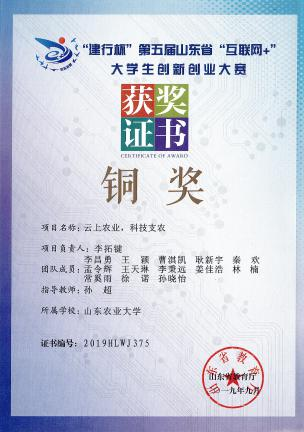 “建行杯”第五届山东省“互联网+”
大学生创新创业大赛
获奖
证书
CERTIFICATE OF AWARD
铜奖
项目名称：云上农业，科技支农
项目负责人：李拓键
李昌勇 王颖 曹淇凯 耿新宇 秦欢
团队成员：孟令辉 王天琳 李秉远 姜佳浩 林楠
常奚雨 徐诺 孙晓怡
指导教师：孙超
所属学校：山东农业大学
证书编号：2019HLWJ375
山东省教育厅
一九年九月